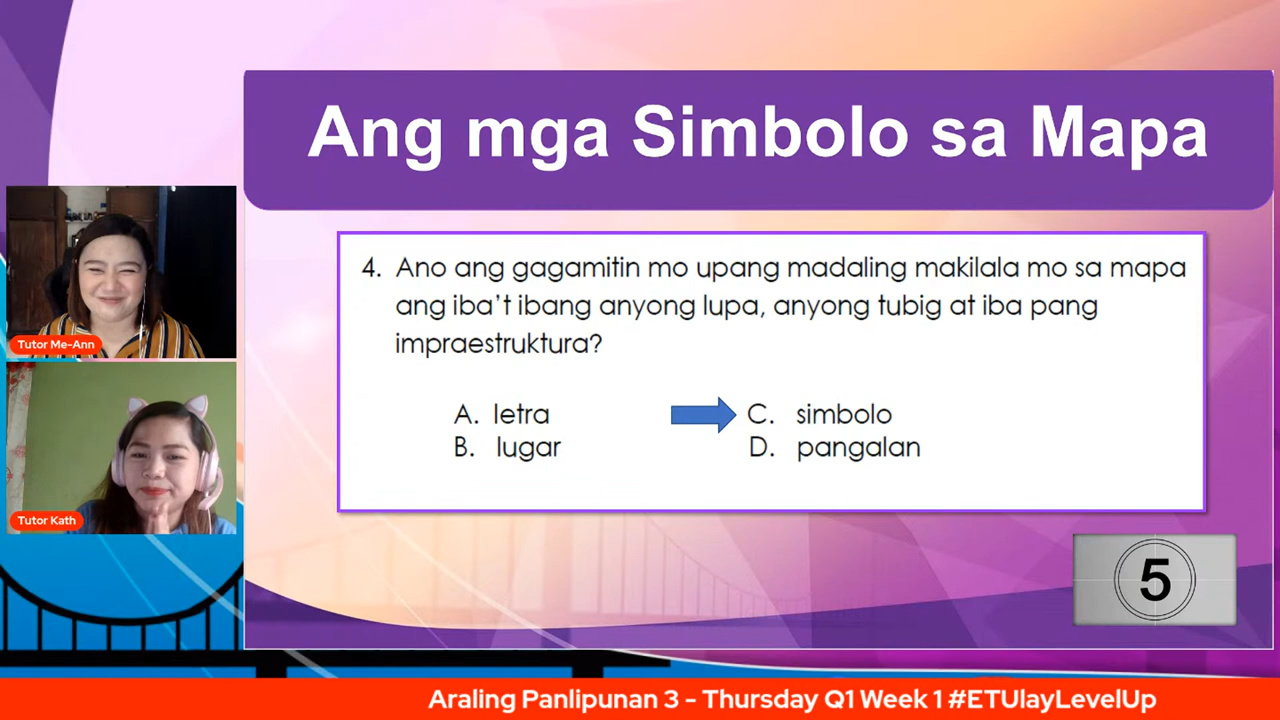 Ang mga Simbolo sa Mapa
Tutor Me-Ann
Tutor Kath
4. Ano ang gagamitin mo upang madaling makilala mo sa mapa
ang iba't ibang anyong lupa, anyong tubig at iba pang
impraestruktura?
A. letra
B. lugar
C. simbolo
D. pangalan
5
Araling Panlipunan 3 - Thursday Q1 Week 1 #ETUlayLevelUp